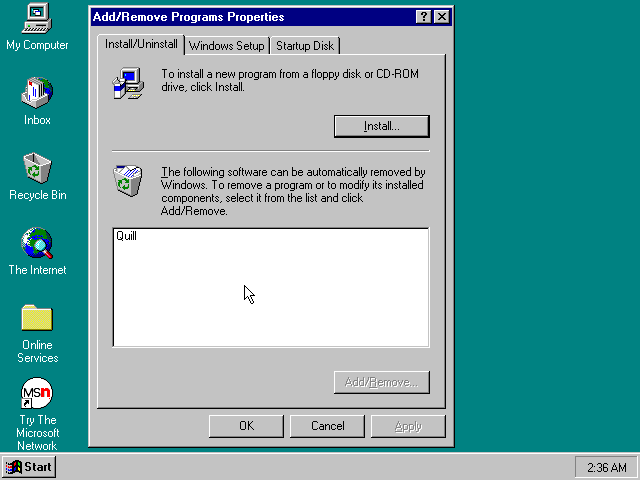 My Computer
Inbox
Recycle Bin
The Internet
Online
Services
MSn
Try The
Microsoft
Network
Add/Remove Programs Properties
?
Install/Uninstall
Windows Setup
Startup Disk
To install a new program from a floppy disk or CD-ROM
drive, click Install.
Install...
The following software can be automatically removed by
Windows. To remove a program or to modify its installed
components, select it from the list and click
Add/Remove.
Quill
Add/Remove...
OK
Cancel
Apply
Start
2:36 AM